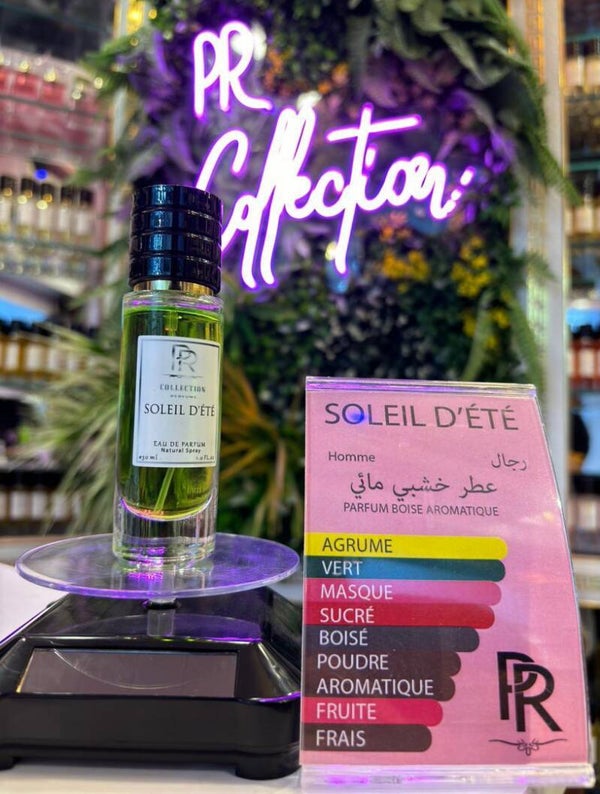 PR
Collection
PR
COLLECTION
SOLEIL D'ÉTÉ
EAU DE PARFUM
Natural Spray
SOLEIL D'ÉTÉ
Homme رجال
عطر خشبي مائي
PARFUM BOISE AROMATIQUE
AGRUME
VERT
MASQUE
SUCRÉ
BOISÉ
POUDRE
AROMATIQUE
FRUITE
FRAIS
PR